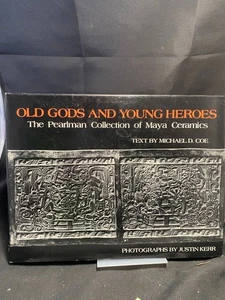 OLD GODS AND YOUNG HEROES
The Pearlman Collection of Maya Ceramics
TEXT BY MICHAEL D. COE
PHOTOGRAPHS BY JUSTIN KERR